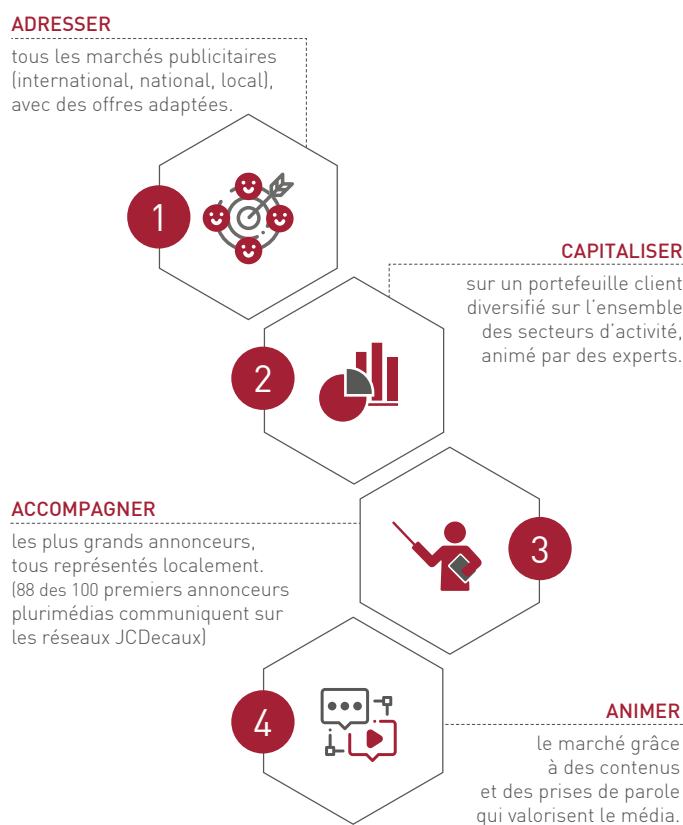 ADRESSER
tous les marchés publicitaires
(international, national, local),
avec des offres adaptées.
1
CAPITALISER
sur un portefeuille client
diversifié sur l’ensemble
des secteurs d’activité,
animé par des experts.
2
ACCOMPAGNER
les plus grands annonceurs,
tous représentés localement.
(88 des 100 premiers annonceurs
plurimédias communiquent sur
les réseaux JCDecaux)
3
4
ANIMER
le marché grâce
à des contenus
et des prises de parole
qui valorisent le média.